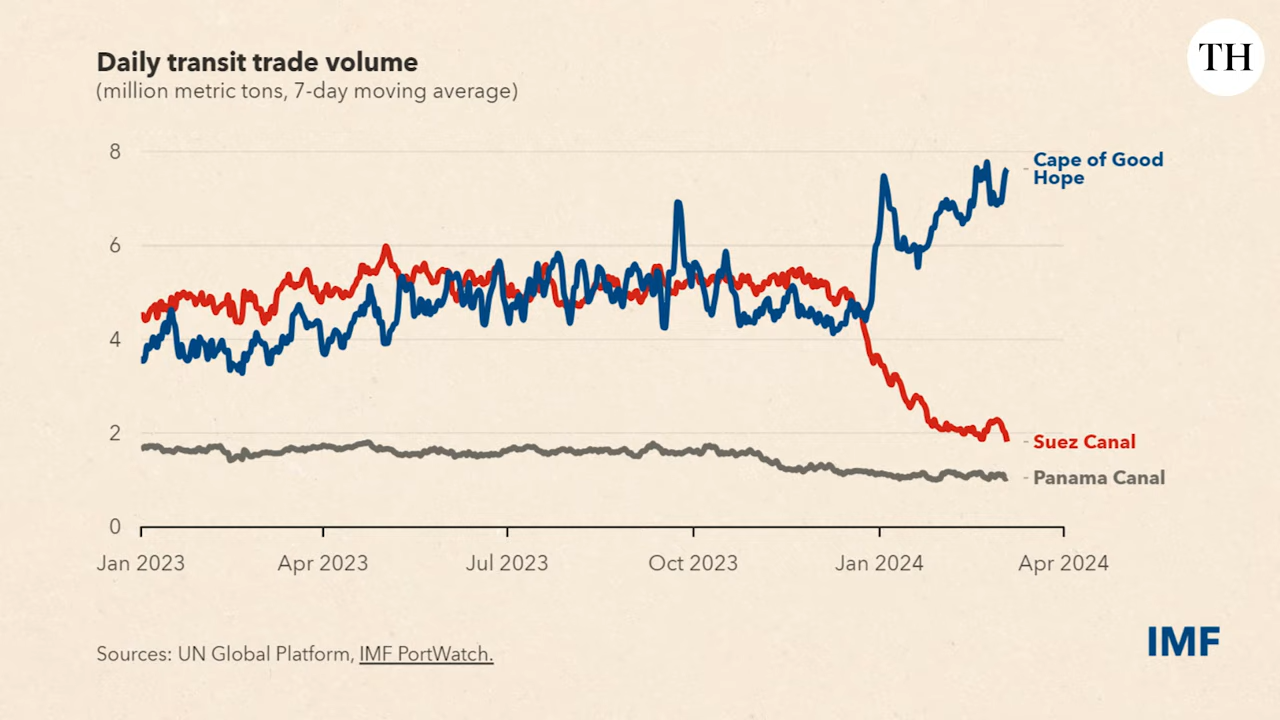 TH
Daily transit trade volume
(million metric tons, 7-day moving average)
8
6
4
2
0
Cape of Good
Hope
Suez Canal
Panama Canal
Jan 2023
Apr 2023
Jul 2023
Oct 2023
Jan 2024
Apr 2024
IMF
Sources: UN Global Platform, IMF PortWatch.